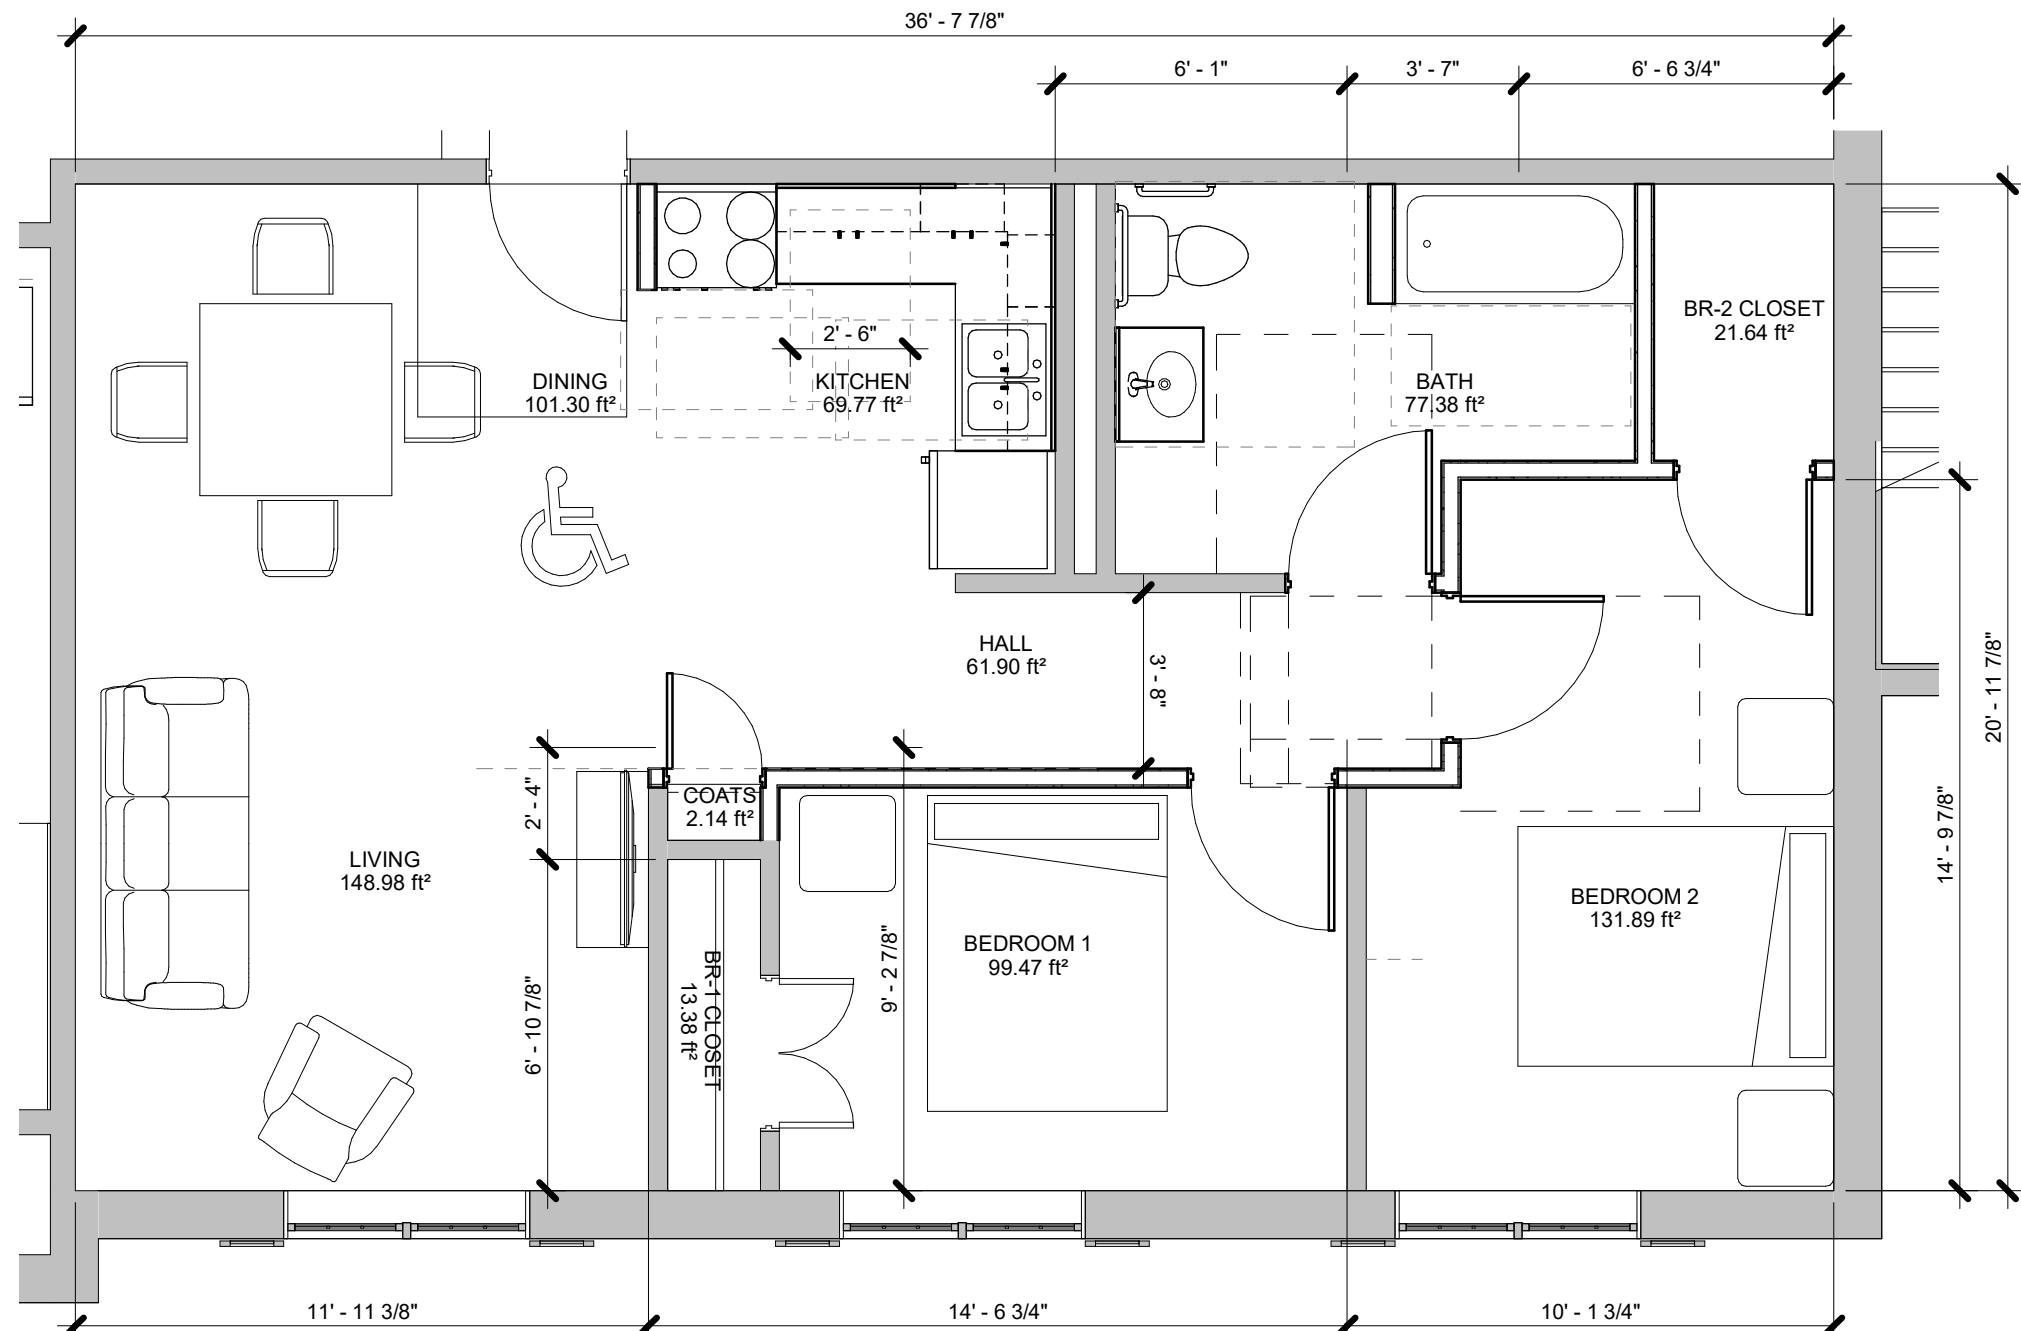 36' - 7 7/8"
6' - 1"
3' - 7"
6' - 6 3/4"
BR-2 CLOSET
21.64 ft²
2' - 6"
DINING
101.30 ft²
KITCHEN
69.77 ft²
BATH
77.38 ft²
HALL
61.90 ft²
3' - 8"
20' - 11 7/8"
2' - 4"
COATS
2.14 ft²
14' - 9 7/8"
LIVING
148.98 ft²
BEDROOM 2
131.89 ft²
BEDROOM 1
99.47 ft²
9' - 2 7/8"
6' - 10 7/8"
BR-1 CLOSET
13.38 ft²
11' - 11 3/8"
14' - 6 3/4"
10' - 1 3/4"